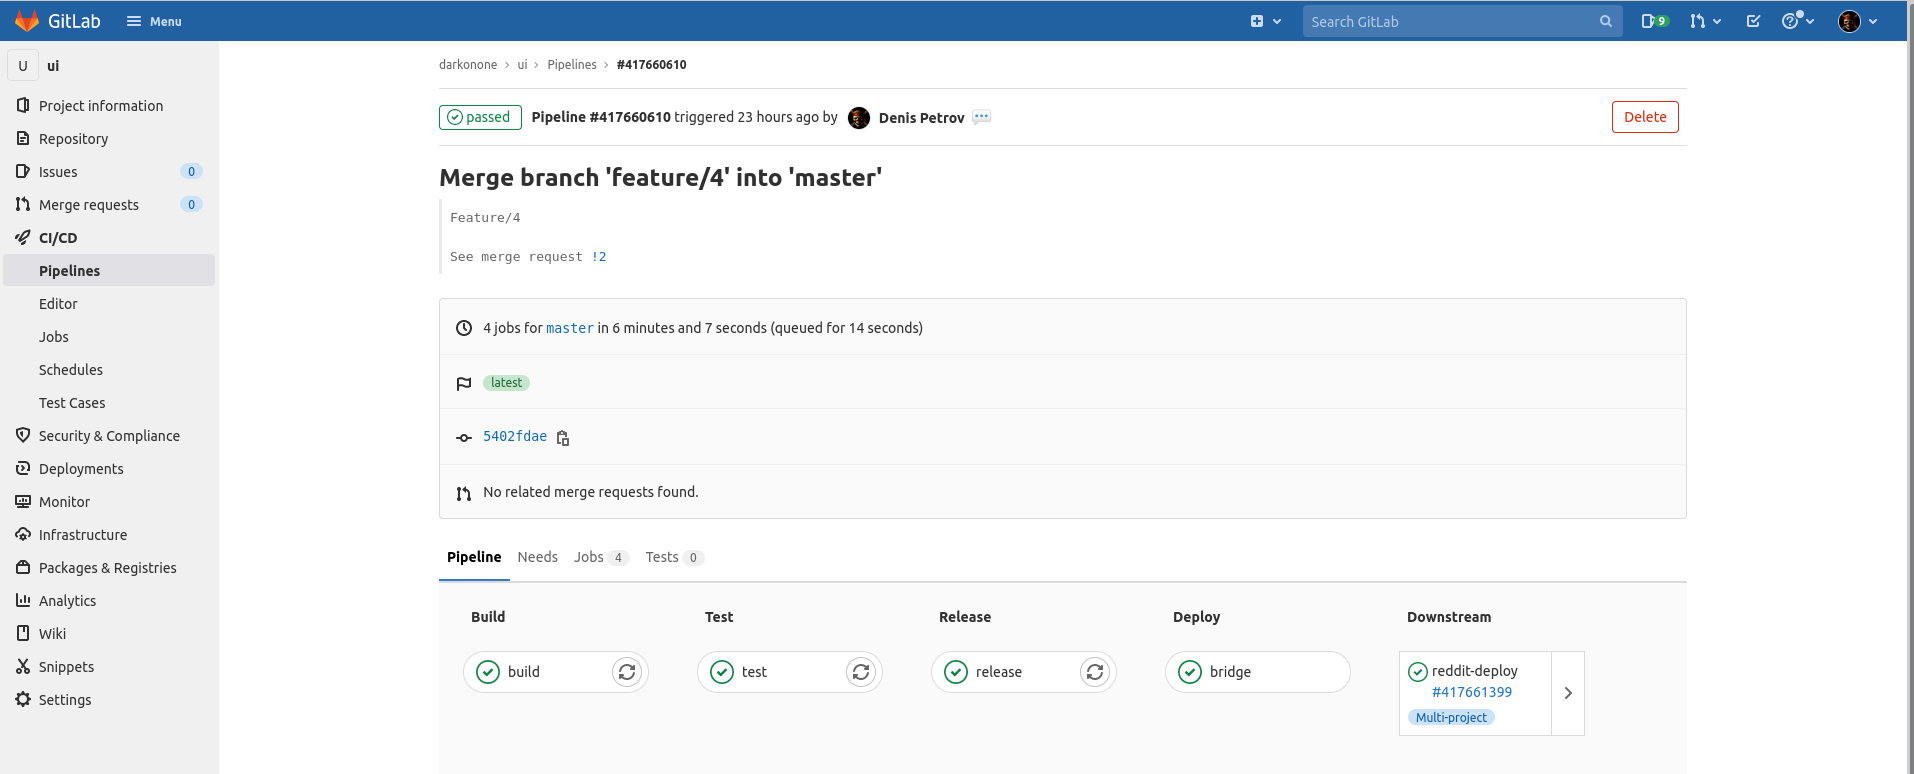 GitLab Menu Search GitLab 9
U ui
Project information
Repository
Issues 0
Merge requests 0
CI/CD
Pipelines
Editor
Jobs
Schedules
Test Cases
Security & Compliance
Deployments
Monitor
Infrastructure
Packages & Registries
Analytics
Wiki
Snippets
Settings
darkonone › ui › Pipelines › #417660610
passed Pipeline #417660610 triggered 23 hours ago by Denis Petrov Delete
Merge branch 'feature/4' into 'master'
Feature/4
See merge request !2
4 jobs for master in 6 minutes and 7 seconds (queued for 14 seconds)
latest
5402fdae
No related merge requests found.
Pipeline Needs Jobs 4 Tests 0
Build Test Release Deploy Downstream
build test release bridge reddit-deploy
#417661399
Multi-project